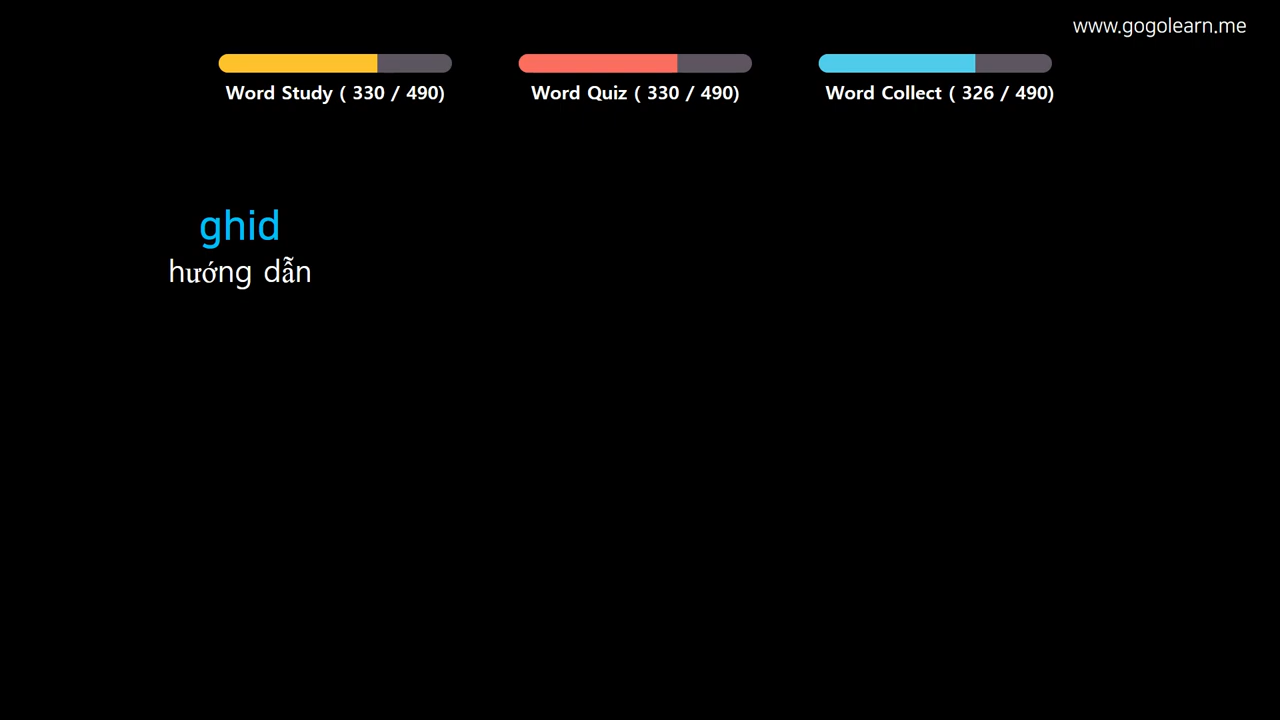 www.gogolearn.me
Word Study ( 330 / 490)
Word Quiz ( 330 / 490)
Word Collect ( 326 / 490)
ghid
hướng dẫn